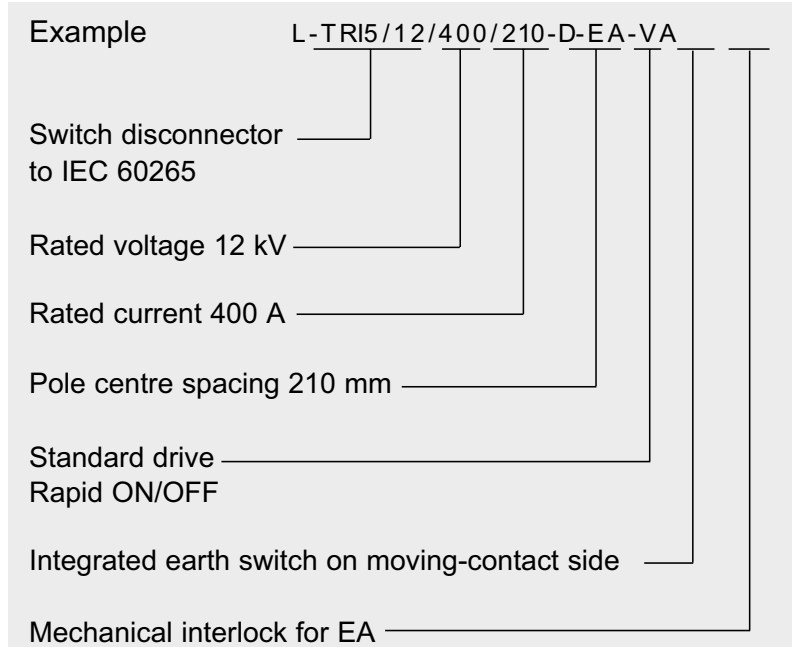 Example L-TRI5/12/400/210-D-EA-VA
Switch disconnector
to IEC 60265
Rated voltage 12 kV
Rated current 400 A
Pole centre spacing 210 mm
Standard drive
Rapid ON/OFF
Integrated earth switch on moving-contact side
Mechanical interlock for EA